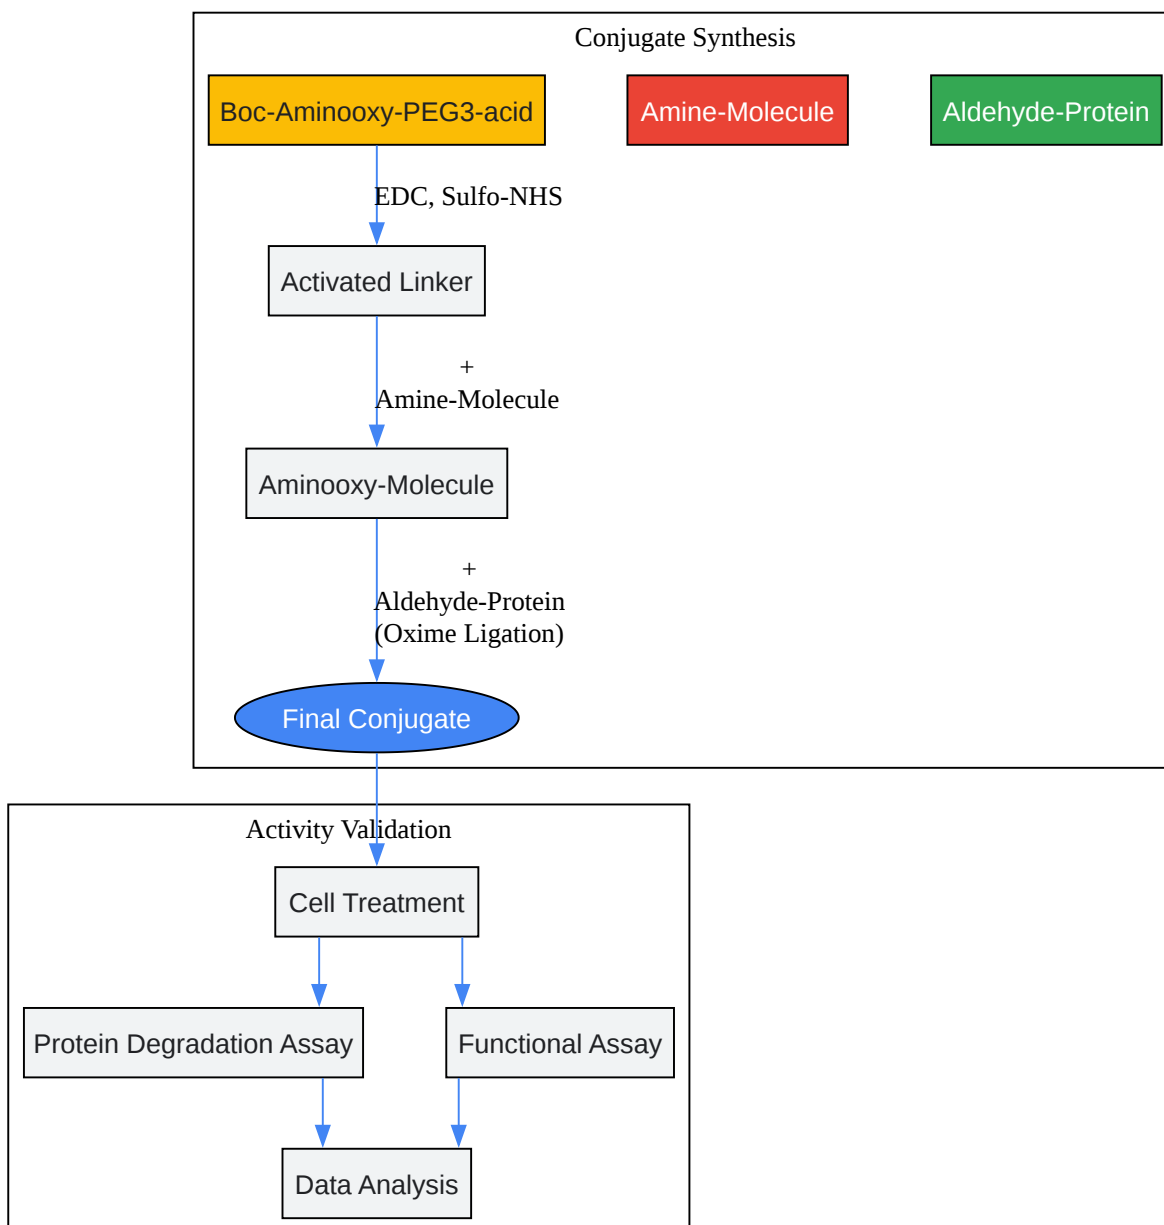 Conjugate Synthesis
Boc-Aminooxy-PEG3-acid
Amine-Molecule
Aldehyde-Protein
EDC, Sulfo-NHS
Activated Linker
+
Amine-Molecule
Aminooxy-Molecule
+
Aldehyde-Protein
(Oxime Ligation)
Final Conjugate
Activity Validation
Cell Treatment
Protein Degradation Assay
Functional Assay
Data Analysis